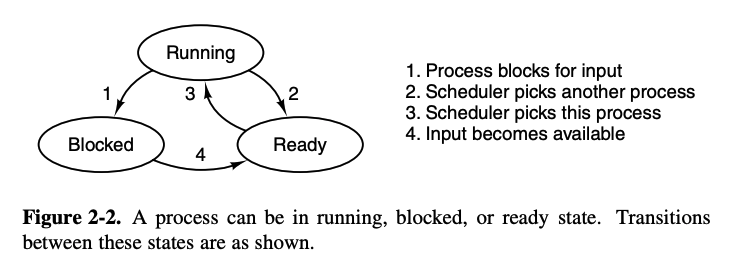 Running
1
3
2
Blocked
4
Ready
1. Process blocks for input
2. Scheduler picks another process
3. Scheduler picks this process
4. Input becomes available
Figure 2-2. A process can be in running, blocked, or ready state. Transitions
between these states are as shown.